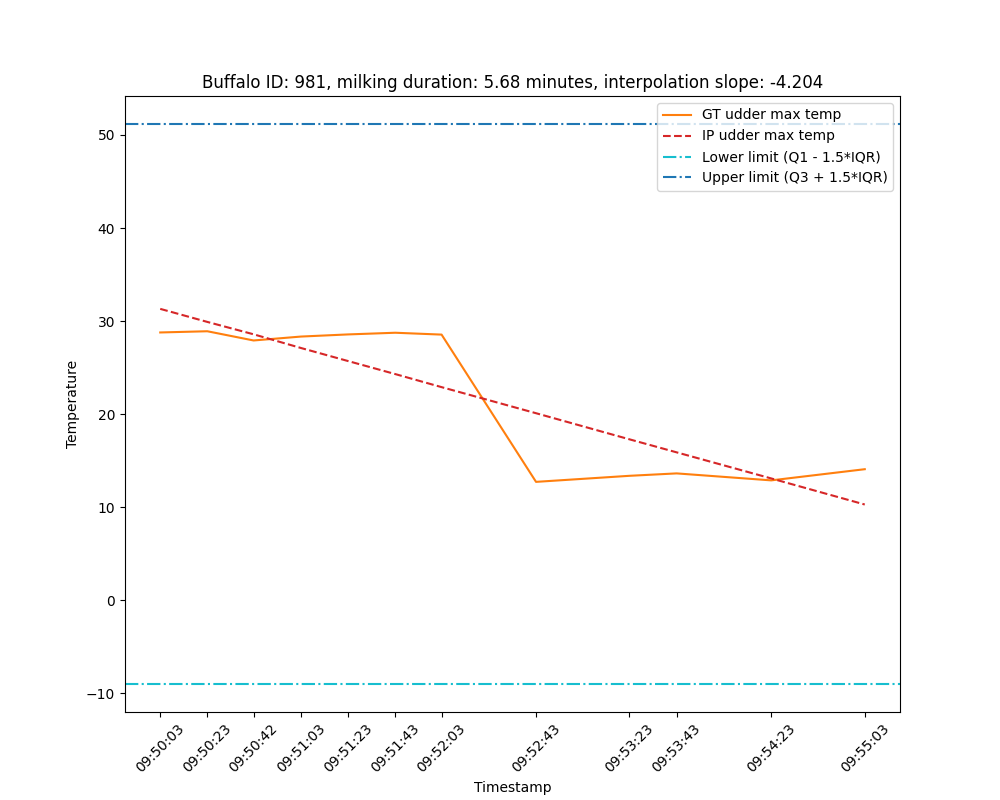 Buffalo ID: 981, milking duration: 5.68 minutes, interpolation slope: -4.204
GT udder max temp
IP udder max temp
Lower limit (Q1 - 1.5*IQR)
Upper limit (Q3 + 1.5*IQR)
50
40
30
20
10
0
−10
Temperature
09:50:03
09:50:23
09:50:42
09:51:03
09:51:23
09:51:43
09:52:03
09:52:43
09:53:23
09:53:43
09:54:23
09:55:03
Timestamp